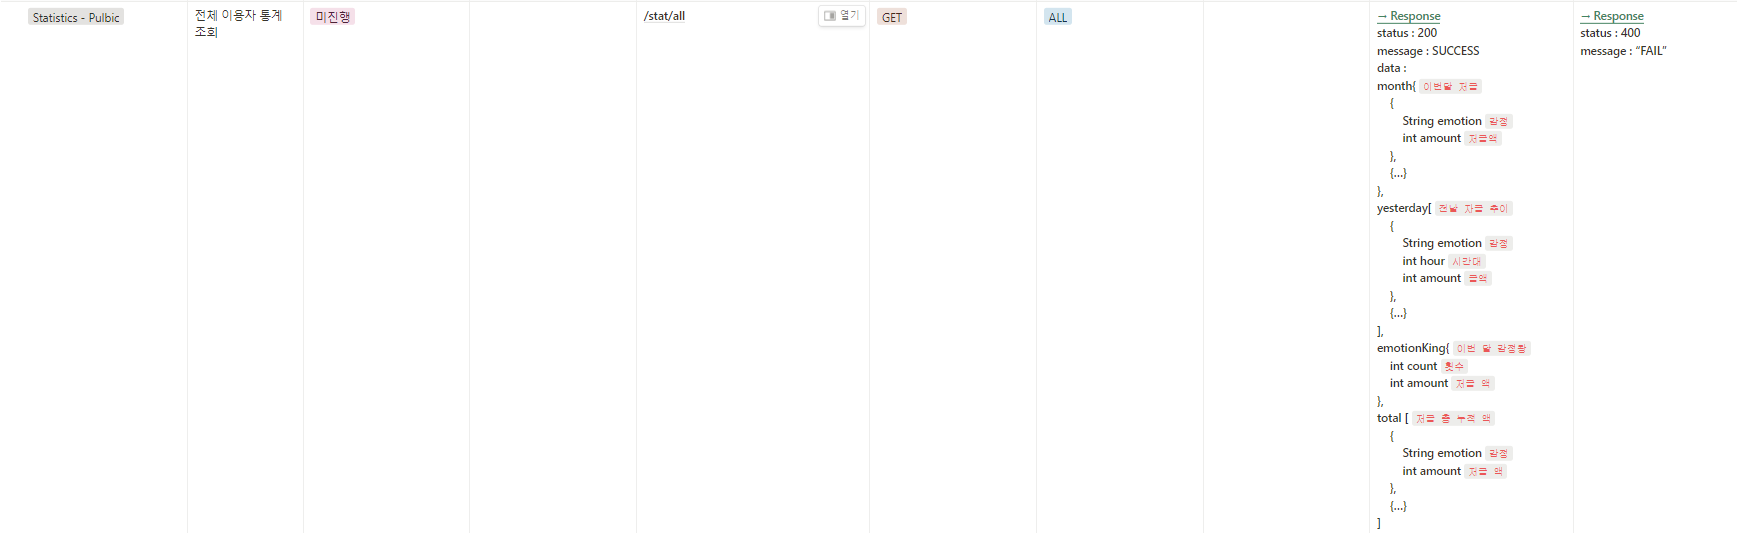 Statistics - Pulbic
전체 이용자 통계
조회
미진행
/stat/all
열기
GET
ALL
→ Response
status : 200
message : SUCCESS
data :
month{ 이번달 저금
{
String emotion 감정
int amount 저금액
},
{...}
},
yesterday[ 전날 저금 추이
{
String emotion 감정
int hour 시간대
int amount 금액
},
{...}
],
emotionKing{ 이번 달 감정왕
int count 횟수
int amount 저금 액
},
total [ 저금 총 누적 액
{
String emotion 감정
int amount 저금 액
},
{...}
]
→ Response
status : 400
message : “FAIL”